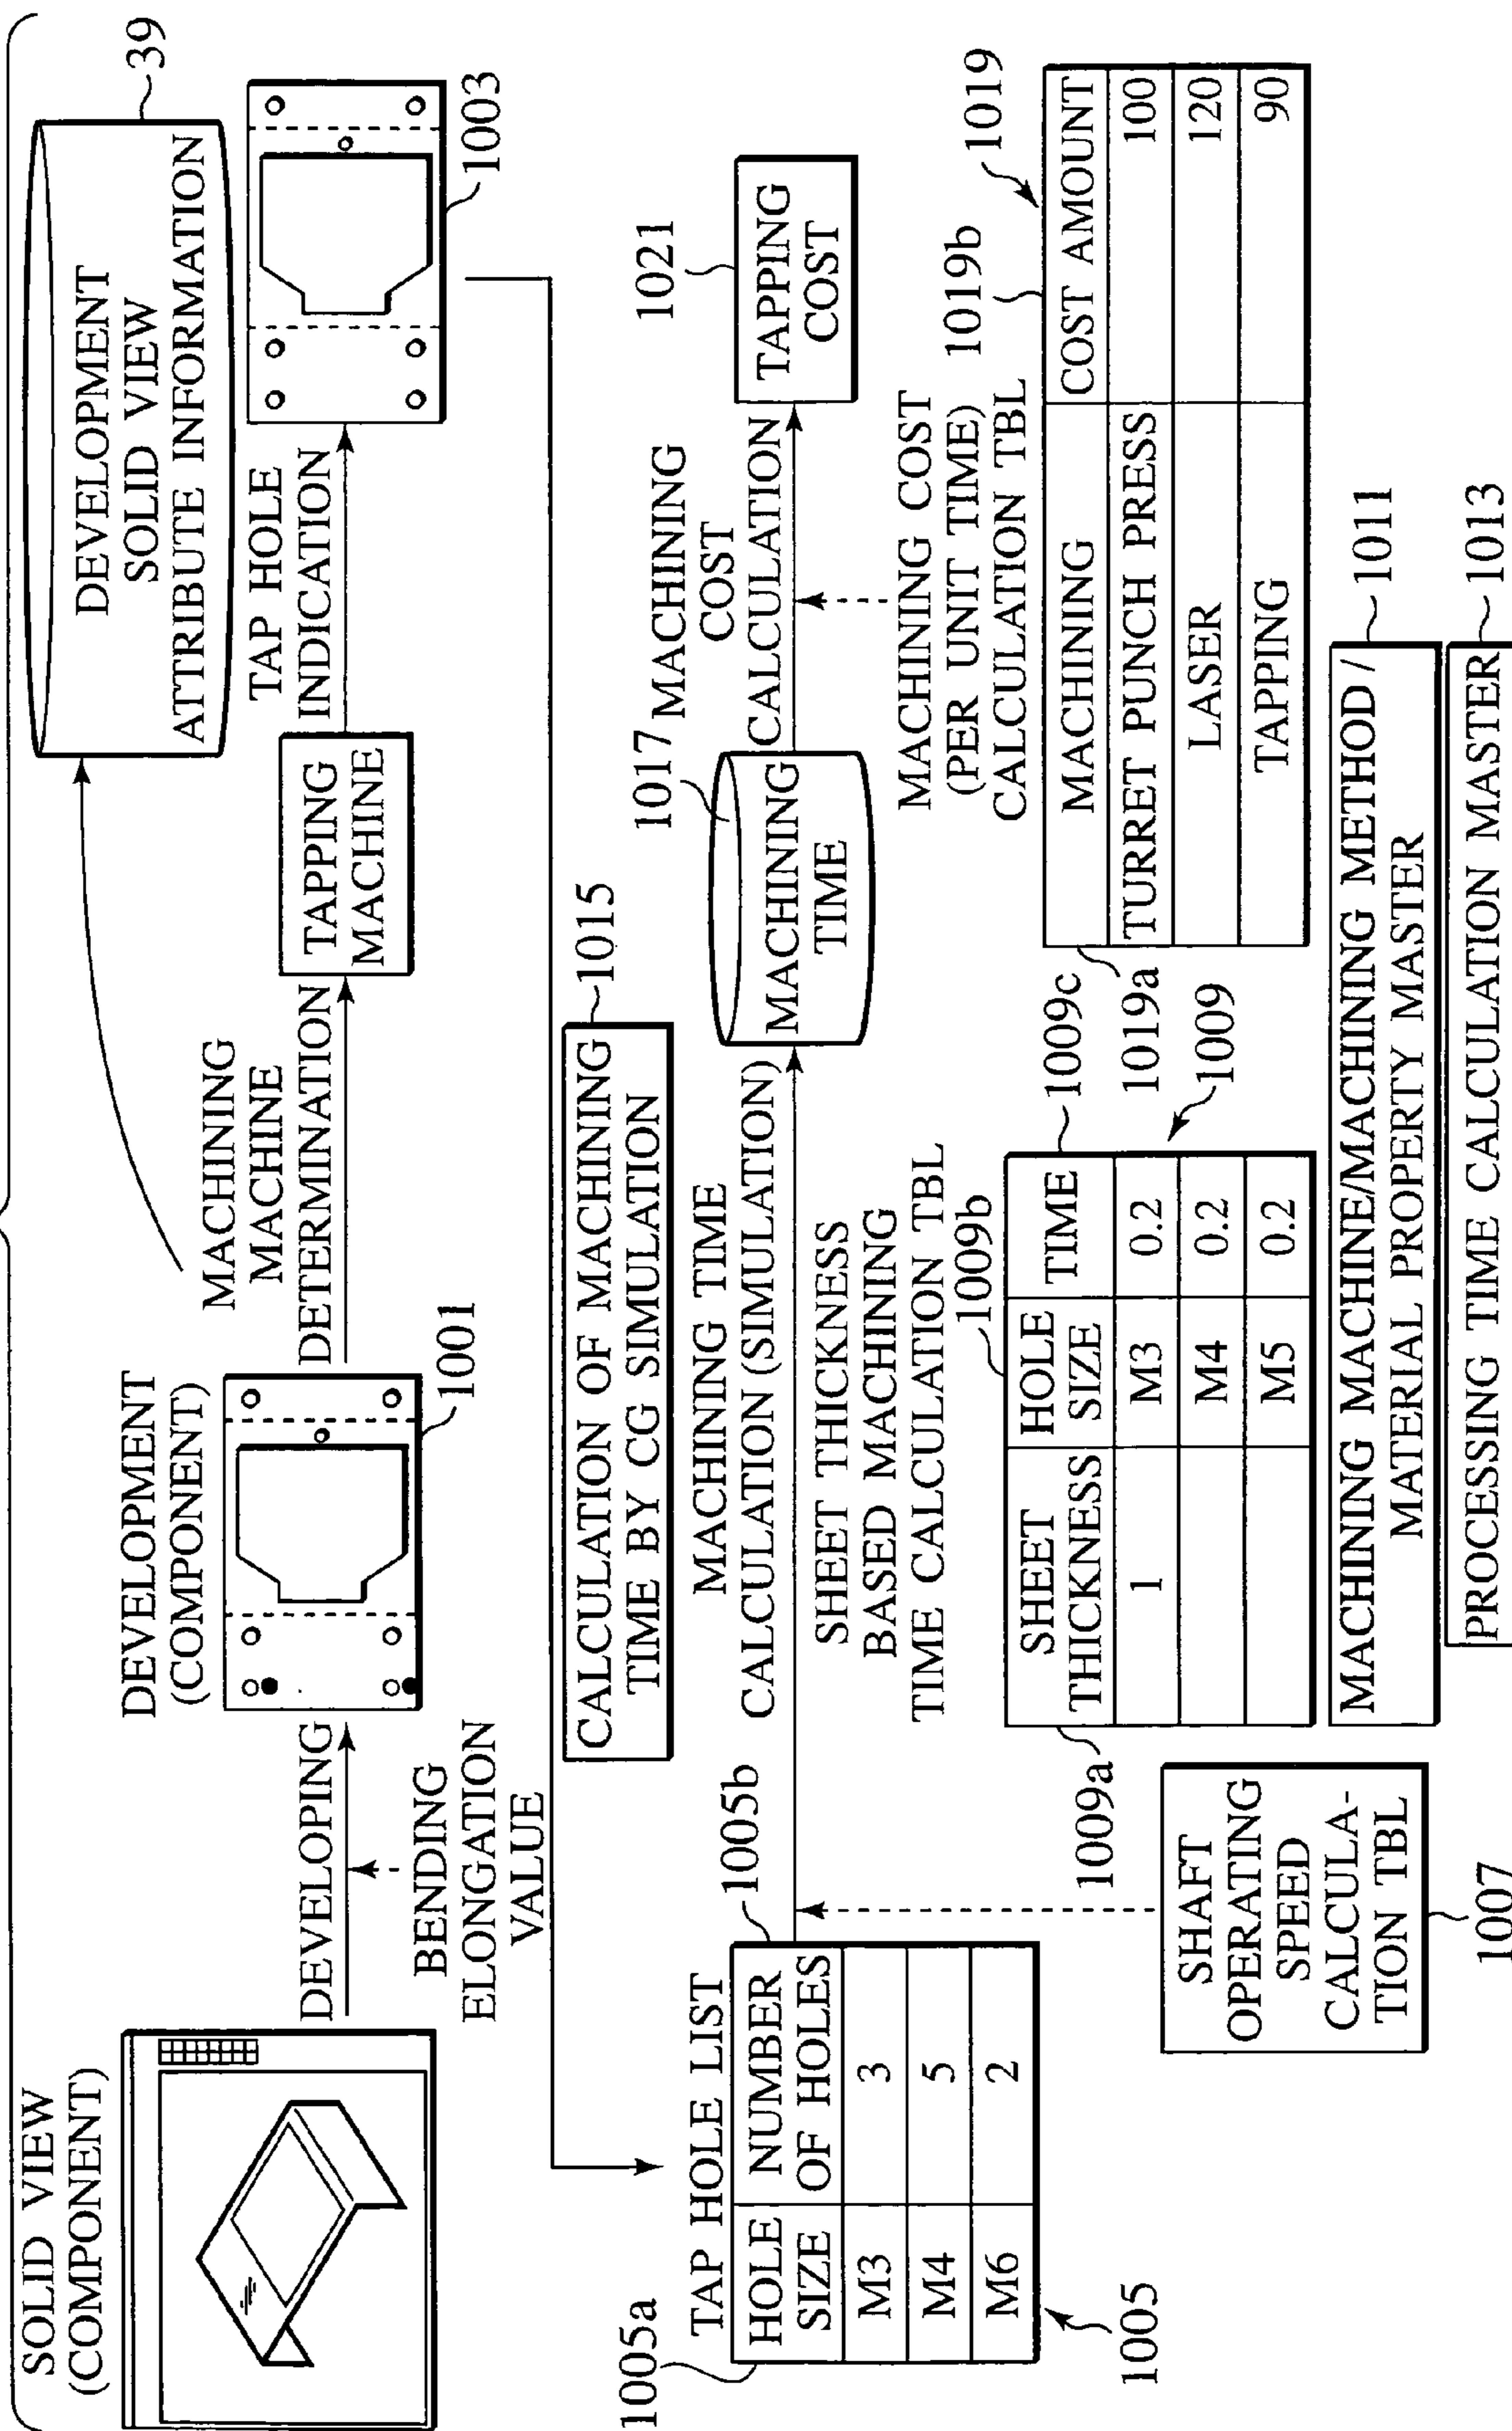 SOLID VIEW
(COMPONENT)
DEVELOPING
BENDING
ELONGATION
VALUE
DEVELOPMENT
(COMPONENT)
1001
MACHINING
MACHINE
DETERMINATION
TAPPING
MACHINE
TAP HOLE
INDICATION
DEVELOPMENT
SOLID VIEW
ATTRIBUTE INFORMATION
39
1003
1005a
TAP HOLE LIST
1005b
HOLE SIZE NUMBER OF HOLES
M3 3
M4 5
M6 2
1005
CALCULATION OF MACHINING
TIME BY CG SIMULATION
1015
MACHINING TIME
CALCULATION (SIMULATION)
1017
MACHINING
TIME
MACHINING
COST
CALCULATION
1021
TAPPING
COST
SHAFT
OPERATING
SPEED
CALCULA-
TION TBL
1007
SHEET THICKNESS
BASED MACHINING
TIME CALCULATION TBL
1009a
1009b
1009c
SHEET THICKNESS HOLE SIZE TIME
1 M3 0.2
M4 0.2
M5 0.2
1009
MACHINING COST
(PER UNIT TIME)
CALCULATION TBL
1019a
1019b
1019
MACHINING COST AMOUNT
TURRET PUNCH PRESS 100
LASER 120
TAPPING 90
MACHINING MACHINE/MACHINING METHOD /
MATERIAL PROPERTY MASTER
1011
PROCESSING TIME CALCULATION MASTER
1013